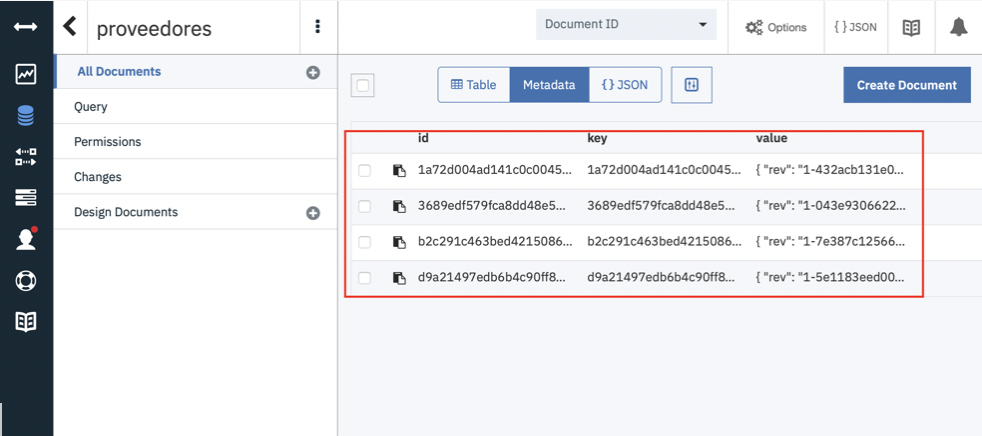 proveedores
Document ID
Options
{ } JSON
All Documents
Query
Permissions
Changes
Design Documents
Table
Metadata
{ } JSON
Create Document
id key value
1a72d004ad141c0c0045... 1a72d004ad141c0c0045... { "rev": "1-432acb131e0...
3689edf579fca8dd48e5... 3689edf579fca8dd48e5... { "rev": "1-043e9306622...
b2c291c463bed4215086... b2c291c463bed4215086... { "rev": "1-7e387c12566...
d9a21497edb6b4c90ff8... d9a21497edb6b4c90ff8... { "rev": "1-5e1183eed00...